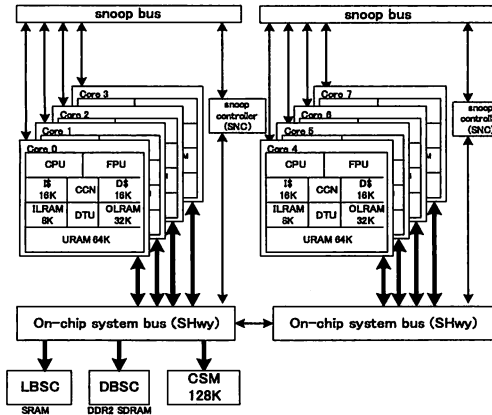 snoop bus
snoop bus
Core 3
Core 2
Core 1
Core 0
CPU FPU
I$ 16K
CCN
D$ 16K
ILRAM 8K
DTU
OLRAM 32K
URAM 64K
snoop
controller
(SNC)
Core 7
Core 6
Core 5
Core 4
CPU FPU
I$ 16K
CCN
D$ 16K
ILRAM 8K
DTU
OLRAM 32K
URAM 64K
snoop
controller
(SNC)
On-chip system bus (SHwy)
On-chip system bus (SHwy)
LBSC
SRAM
DBSC
DDR2 SDRAM
CSM
128K